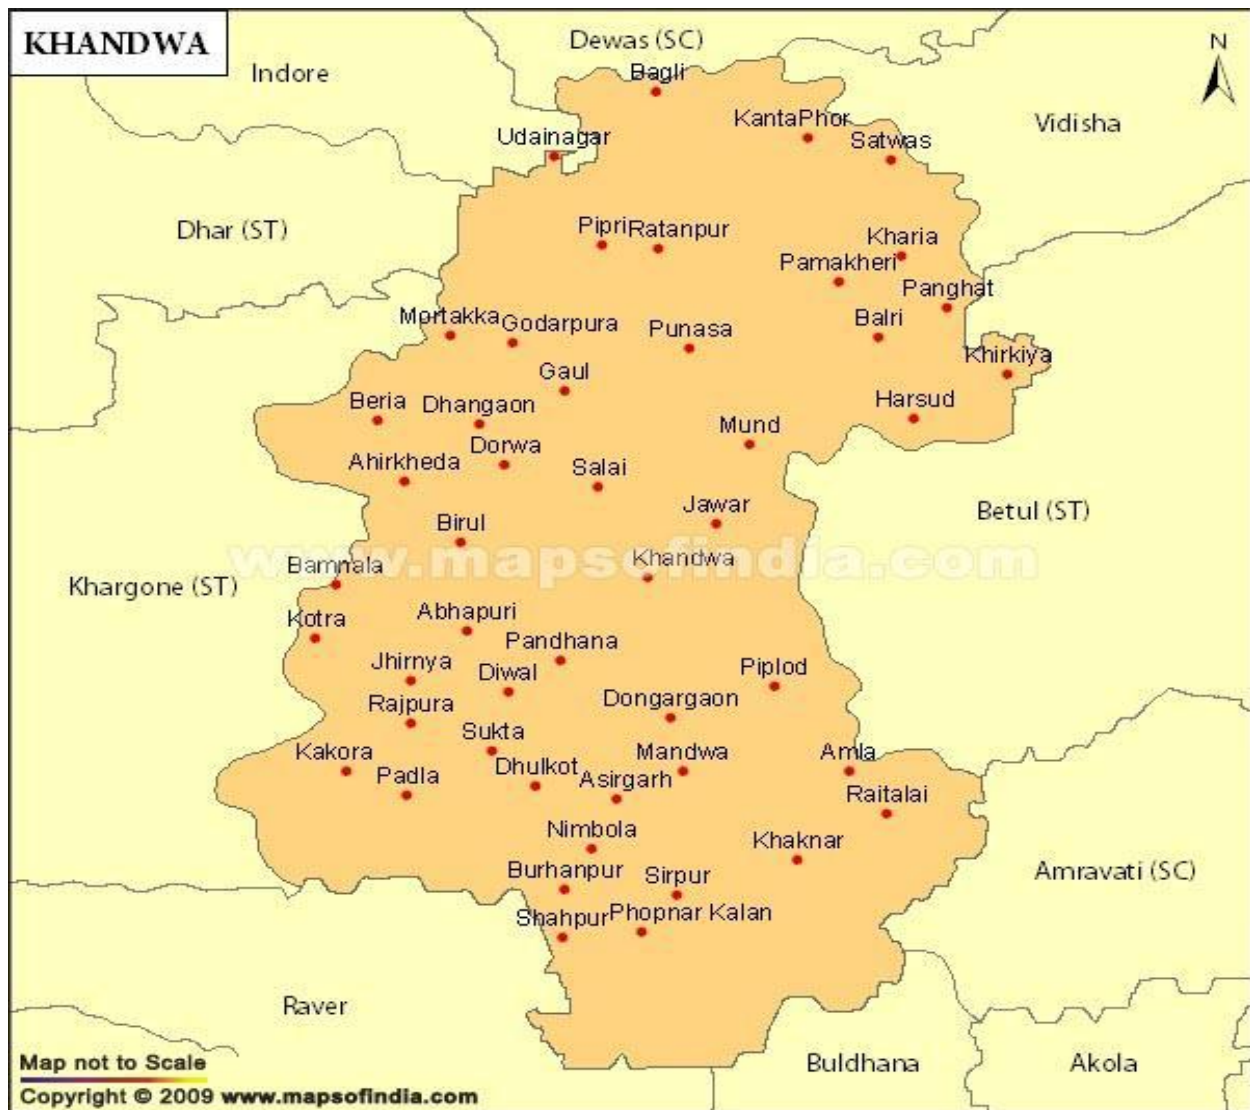 KHANDWA
Dewas (SC)
N
Indore
Bagli
KantaPhor
Vidisha
Udainagar
Satwas
Dhar (ST)
Pipri
Ratanpur
Kharia
Pamakheri
Panghat
Mortakka
Godarpura
Punasa
Balri
Khirkiya
Gaul
Beria
Dhangaon
Harsud
Mund
Dorwa
Ahirkheda
Salai
Jawar
Betul (ST)
Birul
www.mapsofindia.com
Khandwa
Bamnala
Khargone (ST)
Kotra
Abhapuri
Pandhana
Jhirnya
Diwal
Piplod
Rajpura
Dongargaon
Sukta
Kakora
Mandwa
Amla
Padla
Dhulkot
Asirgarh
Raitalai
Nimbola
Khaknar
Burhanpur
Sirpur
Amravati (SC)
Shahpur
Phopnar Kalan
Raver
Map not to Scale
Buldhana
Akola
Copyright © 2009 www.mapsofindia.com